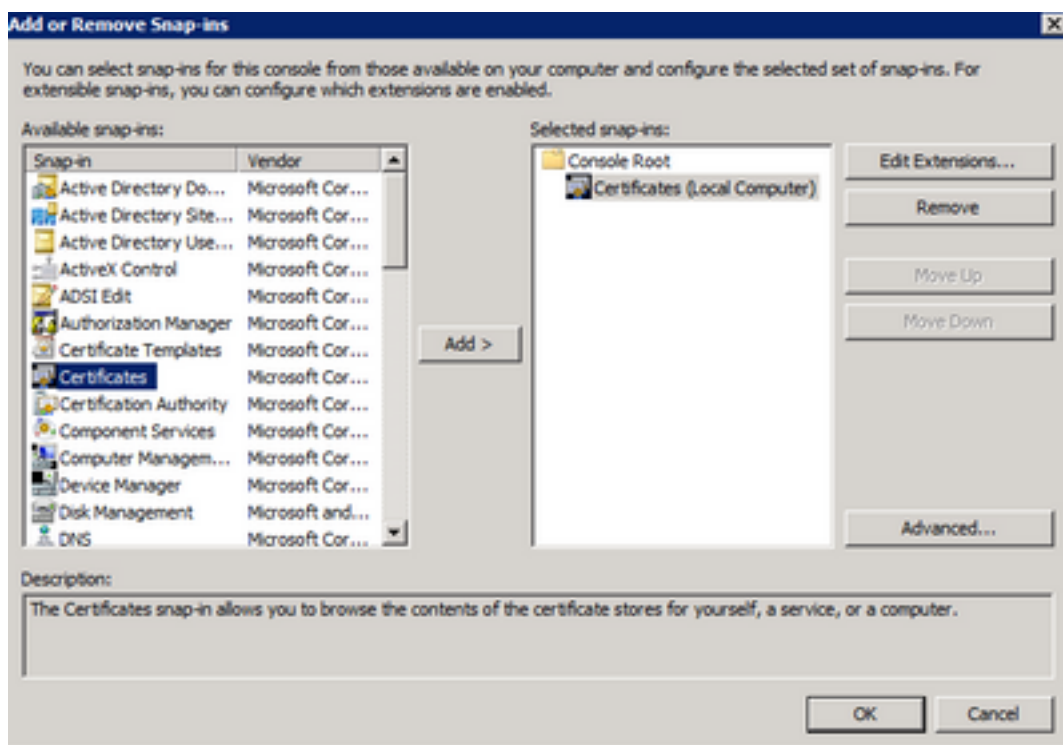 Add or Remove Snap-ins
You can select snap-ins for this console from those available on your computer and configure the selected set of snap-ins. For
extensible snap-ins, you can configure which extensions are enabled.
Available snap-ins:
Snap-in Vendor
Active Directory Do... Microsoft Cor...
Active Directory Site... Microsoft Cor...
Active Directory Use... Microsoft Cor...
ActiveX Control Microsoft Cor...
ADSI Edit Microsoft Cor...
Authorization Manager Microsoft Cor...
Certificate Templates Microsoft Cor...
Certificates Microsoft Cor...
Certification Authority Microsoft Cor...
Component Services Microsoft Cor...
Computer Managem... Microsoft Cor...
Device Manager Microsoft Cor...
Disk Management Microsoft and...
DNS Microsoft Cor...
Add >
Selected snap-ins:
Console Root
Certificates (Local Computer)
Edit Extensions...
Remove
Move Up
Move Down
Advanced...
Description:
The Certificates snap-in allows you to browse the contents of the certificate stores for yourself, a service, or a computer.
OK
Cancel